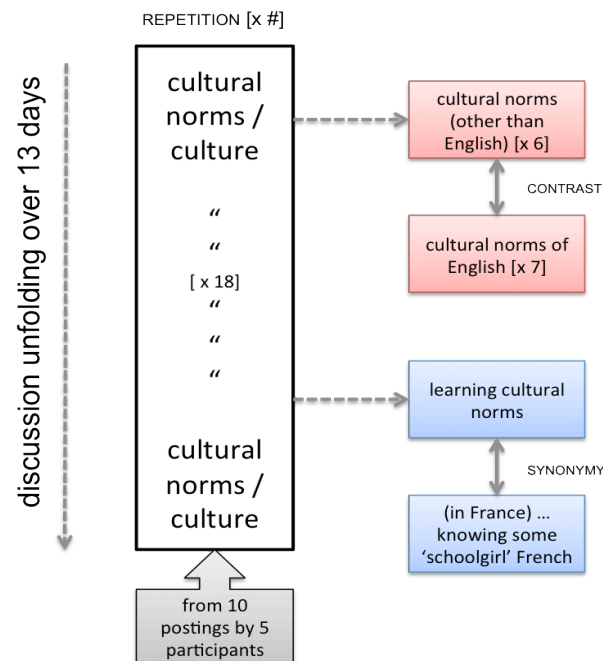 REPETITION [x #]
discussion unfolding over 13 days
cultural
norms /
culture
“
“
[ x 18]
“
“
“
cultural
norms /
culture
from 10
postings by 5
participants
cultural norms
(other than
English) [x 6]
CONTRAST
cultural norms of
English [x 7]
learning cultural
norms
SYNONYMY
(in France) ...
knowing some
‘schoolgirl’ French